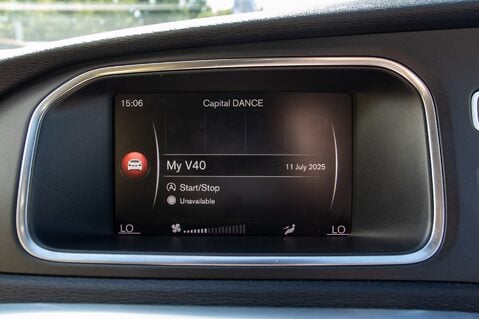 15:06 Capital DANCE
My V40 11 July 2025
Start/Stop
Unavailable
LO LO